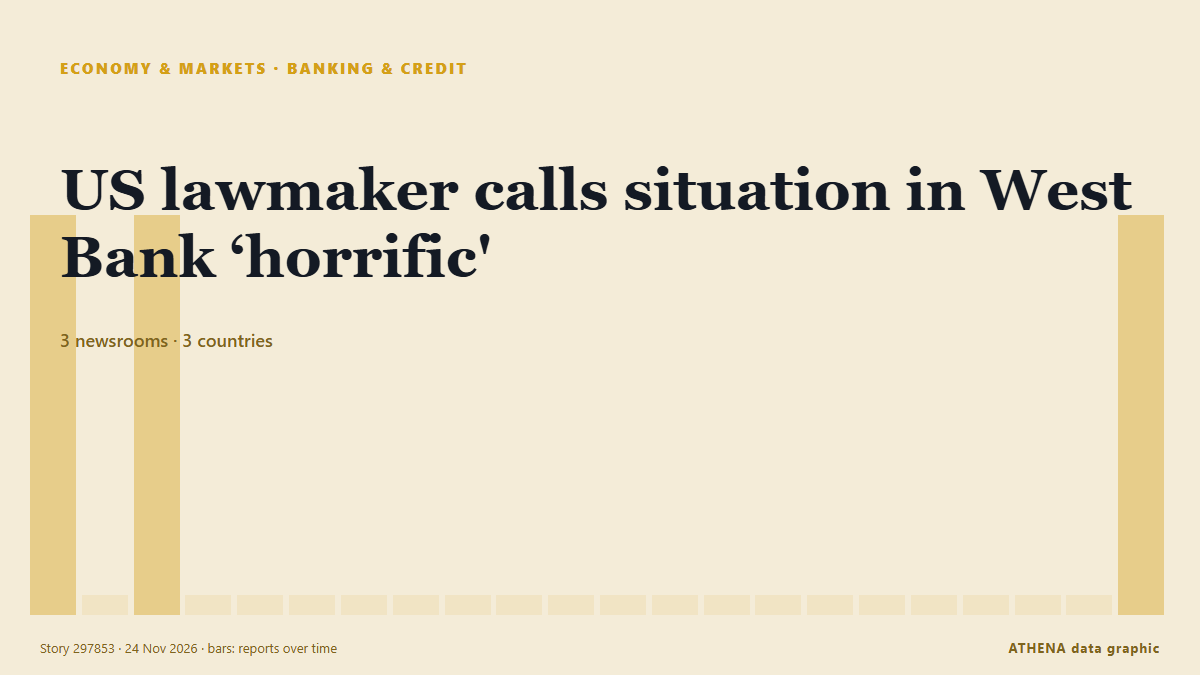 ECONOMY & MARKETS · BANKING & CREDIT
US lawmaker calls situation in West
Bank ‘horrific'
3 newsrooms · 3 countries
Story 297853 · 24 Nov 2026 · bars: reports over time
ATHENA data graphic